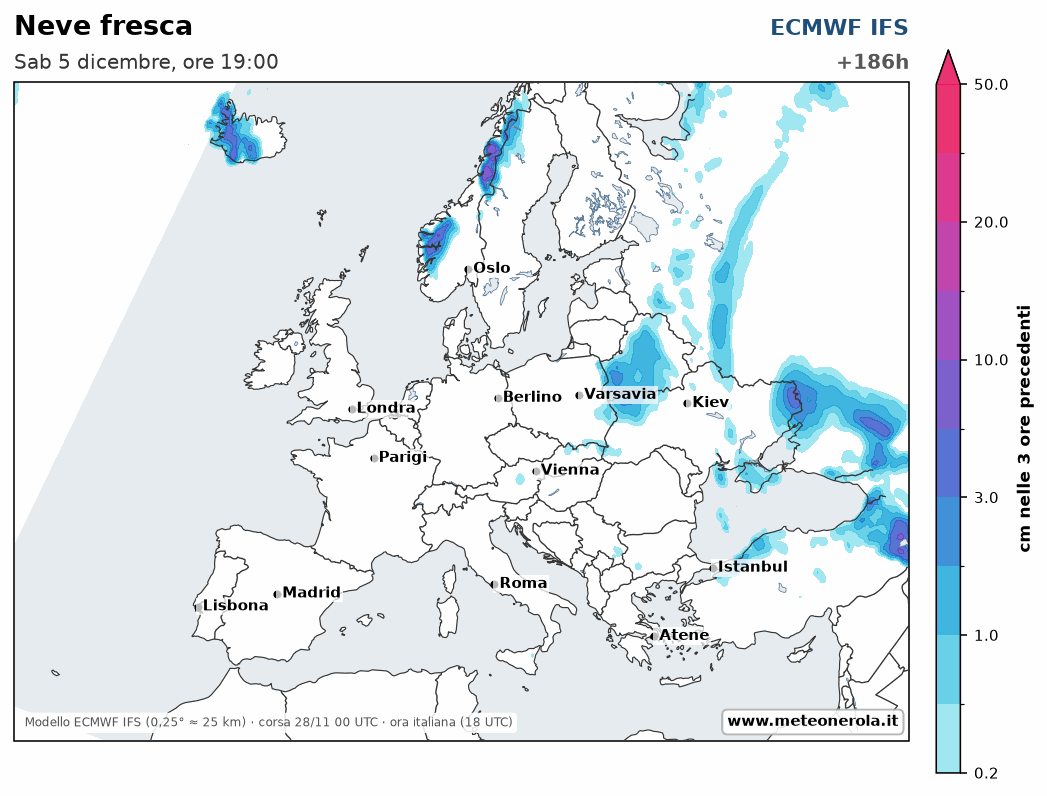 Neve fresca
ECMWF IFS
Sab 5 dicembre, ore 19:00
+186h
50.0
20.0
10.0
3.0
1.0
0.2
cm nelle 3 ore precedenti
Oslo
Berlino
Varsavia
Kiev
Londra
Parigi
Vienna
Istanbul
Roma
Madrid
Lisbona
Atene
Modello ECMWF IFS (0,25° ≈ 25 km) · corsa 28/11 00 UTC · ora italiana (18 UTC)
www.meteonerola.it